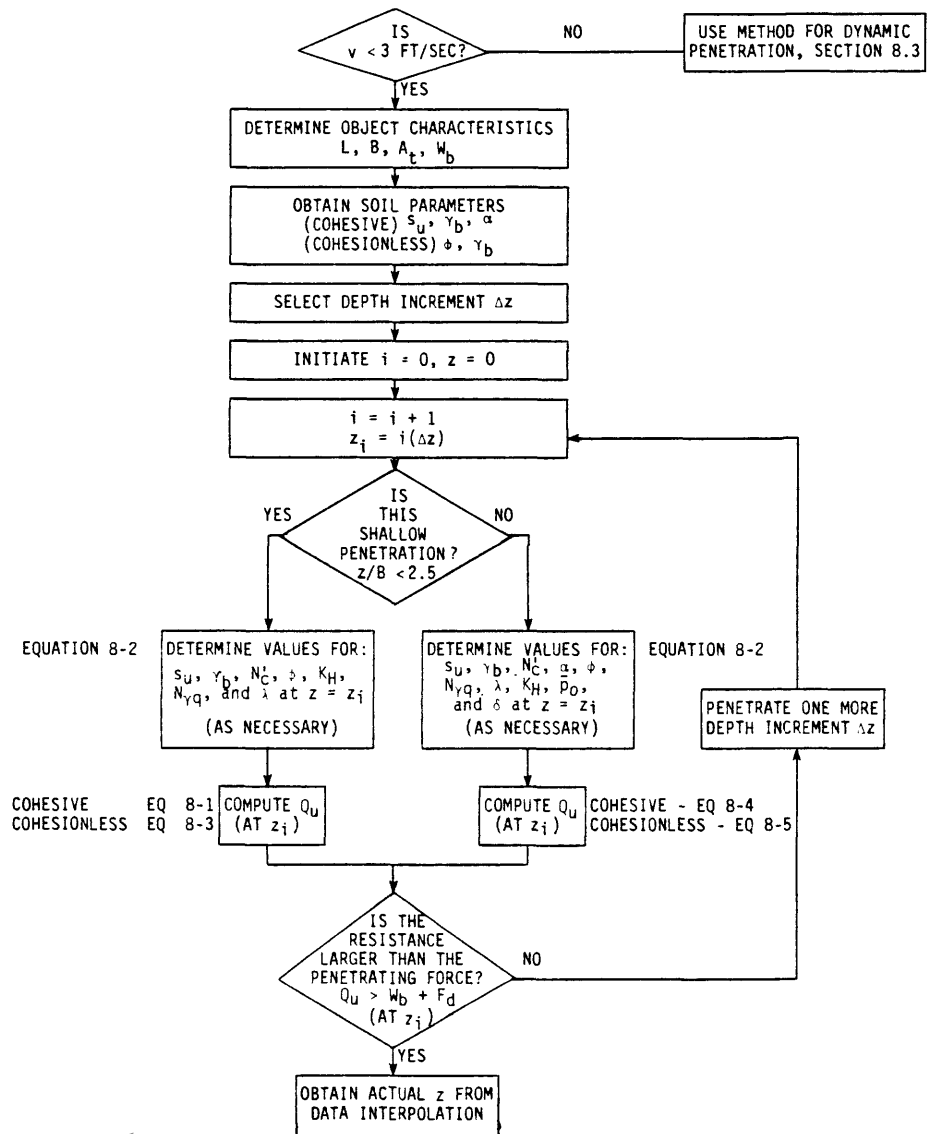 IS
v < 3 FT/SEC?
NO
USE METHOD FOR DYNAMIC
PENETRATION, SECTION 8.3
YES
DETERMINE OBJECT CHARACTERISTICS
L, B, A_t, W_b
OBTAIN SOIL PARAMETERS
(COHESIVE) s_u, γ_b, α
(COHESIONLESS) φ, γ_b
SELECT DEPTH INCREMENT Δz
INITIATE i = 0, z = 0
i = i + 1
z_i = i(Δz)
IS
THIS
SHALLOW
PENETRATION?
z/B < 2.5
YES
NO
EQUATION 8-2
DETERMINE VALUES FOR:
s_u, γ_b, N'_c, φ, K_H,
N_γq, and λ at z = z_i
(AS NECESSARY)
DETERMINE VALUES FOR:
s_u, γ_b, N'_c, α, φ,
N_γq, λ, K_H, p̄_o,
and δ at z = z_i
(AS NECESSARY)
EQUATION 8-2
PENETRATE ONE MORE
DEPTH INCREMENT Δz
COHESIVE EQ 8-1
COHESIONLESS EQ 8-3
COMPUTE Q_u
(AT z_i)
COMPUTE Q_u
(AT z_i)
COHESIVE - EQ 8-4
COHESIONLESS - EQ 8-5
IS THE
RESISTANCE
LARGER THAN THE
PENETRATING FORCE?
Q_u > W_b + F_d
(AT z_i)
NO
YES
OBTAIN ACTUAL z FROM
DATA INTERPOLATION